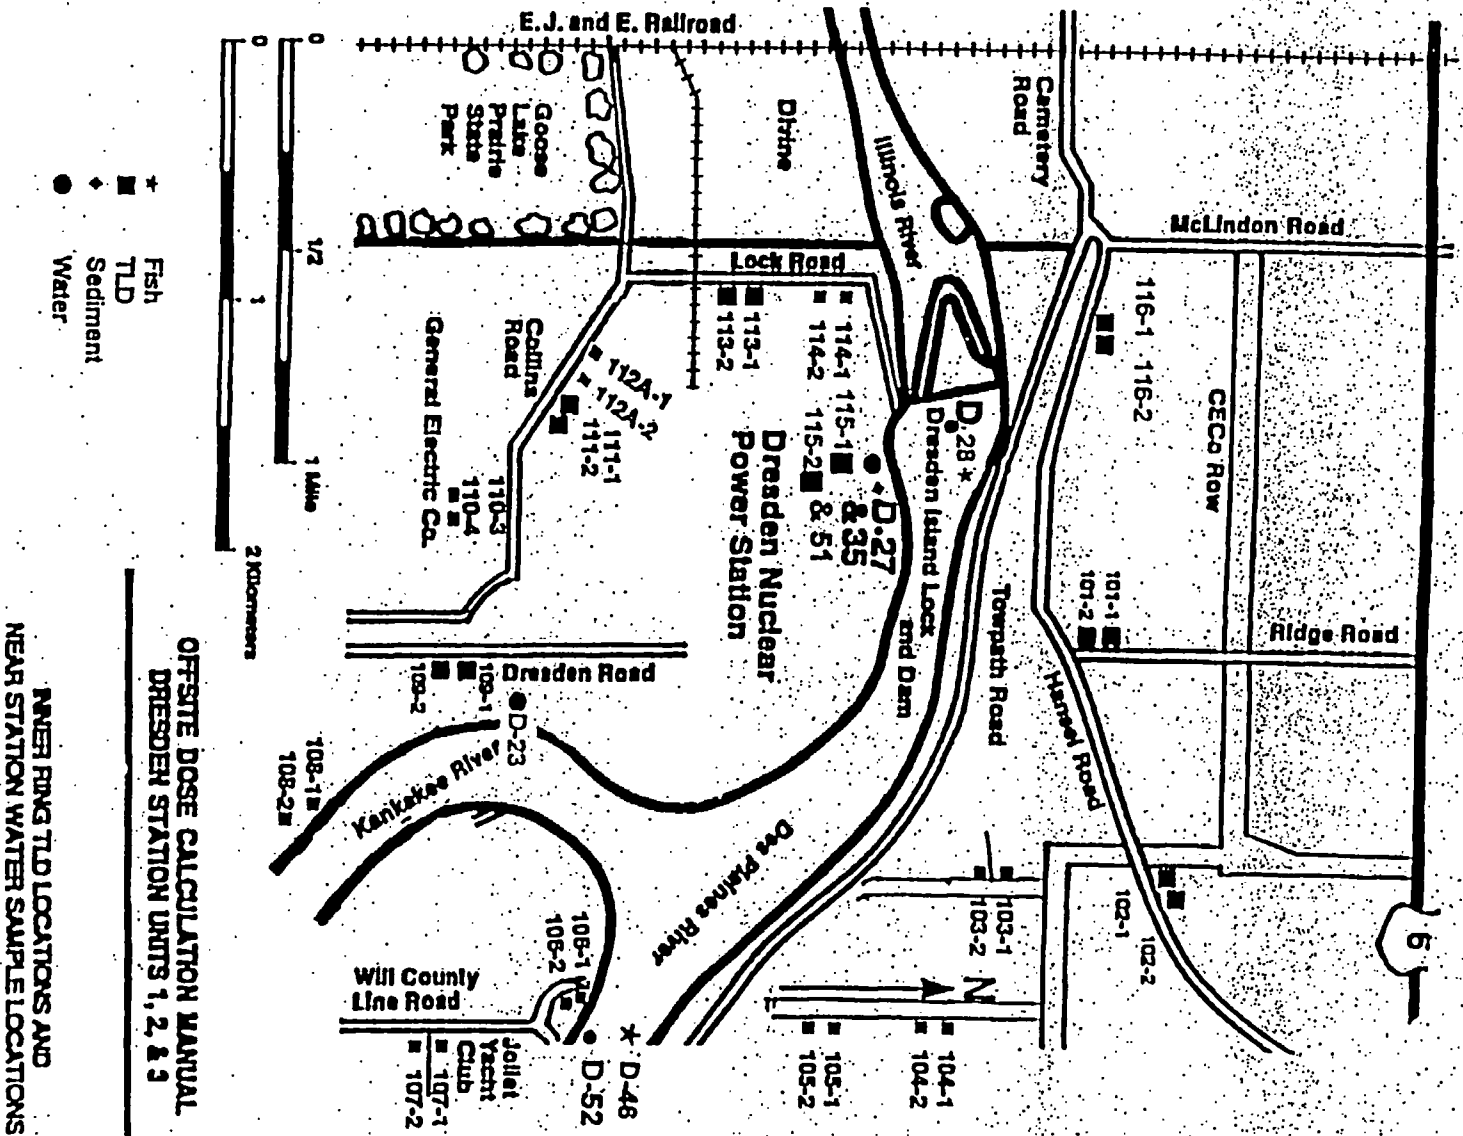 E.J. and E. Railroad
Goose
Lake
Prairie
State
Park
Divine
Illinois River
Cemetery
Road
McLindon Road
Lock Road
113-1
113-2
114-1
114-2
115-1
115-2
& 51
116-1
116-2
CECo Row
Collins
Road
General Electric Co.
112A-1
112A-2
111-1
111-2
110-3
110-4
Dresden Nuclear
Power Station
D-27
& 35
D.28
Dresden Island Lock
and Dam
Towpath Road
101-1
101-2
Ridge Road
Hansel Road
Dresden Road
109-1
109-2
D-23
108-1
108-2
Kankakee River
Des Plaines River
102-1
102-2
103-1
103-2
6
N
104-1
104-2
105-1
105-2
106-1
106-2
Will County
Line Road
Joliet
Yacht
Club
107-1
107-2
D-46
D-52
0
1/2
1 Mile
0
1
2 Kilometers
Fish
TLD
Sediment
Water
OFFSITE DOSE CALCULATION MANUAL
DRESDEN STATION UNITS 1, 2, & 3
INNER RING TLD LOCATIONS AND
NEAR STATION WATER SAMPLE LOCATIONS